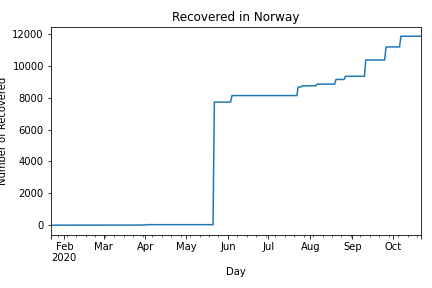 Recovered in Norway
Number of Recovered
12000
10000
8000
6000
4000
2000
0
Feb Mar Apr May Jun Jul Aug Sep Oct
2020
Day